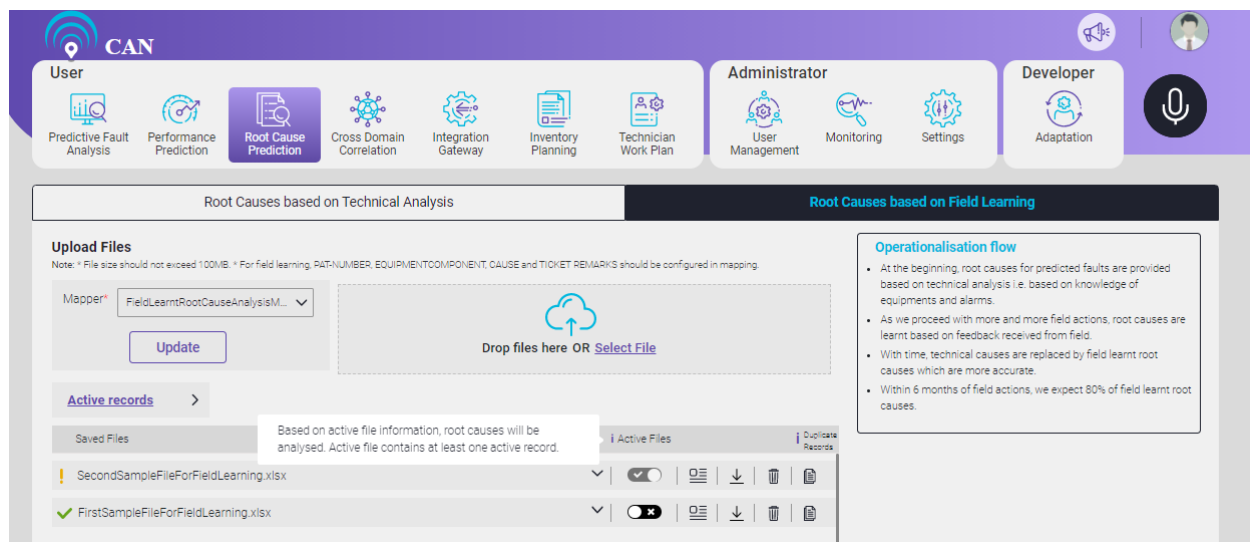 CAN
User
Administrator
Developer
Predictive Fault
Analysis
Performance
Prediction
Root Cause
Prediction
Cross Domain
Correlation
Integration
Gateway
Inventory
Planning
Technician
Work Plan
User
Management
Monitoring
Settings
Adaptation
Root Causes based on Technical Analysis
Root Causes based on Field Learning
Upload Files
Note: * File size should not exceed 100MB. * For field learning, PAT-NUMBER, EQUIPMENTCOMPONENT, CAUSE and TICKET REMARKS should be configured in mapping.
Mapper*
FieldLearntRootCauseAnalysisM...
Update
Drop files here OR Select File
Active records >
Saved Files
Based on active file information, root causes will be
analysed. Active file contains at least one active record.
i Active Files
i Duplicate
Records
! SecondSampleFileForFieldLearning.xlsx
FirstSampleFileForFieldLearning.xlsx
Operationalisation flow
• At the beginning, root causes for predicted faults are provided
based on technical analysis i.e. based on knowledge of
equipments and alarms.
• As we proceed with more and more field actions, root causes are
learnt based on feedback received from field.
• With time, technical causes are replaced by field learnt root
causes which are more accurate.
• Within 6 months of field actions, we expect 80% of field learnt root
causes.